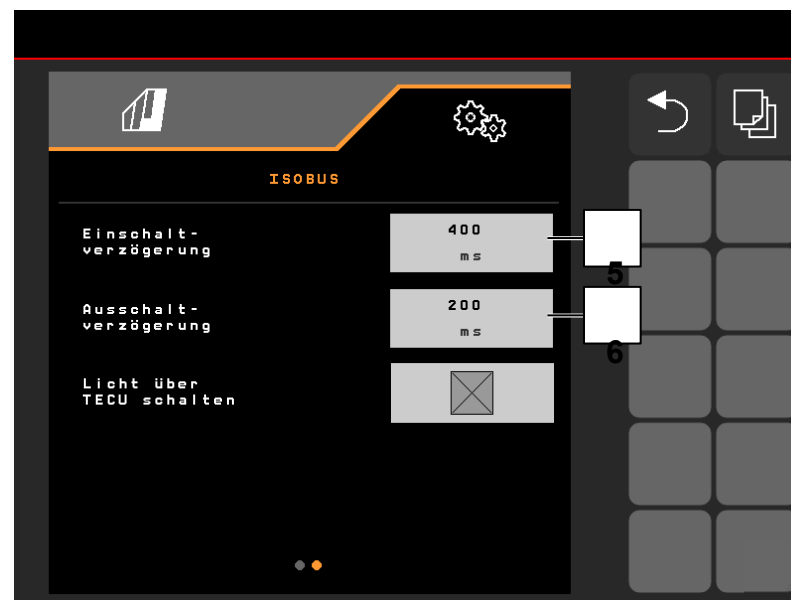 ISOBUS
Einschalt-
verzögerung
400
ms
5
Ausschalt-
verzögerung
200
ms
6
Licht über
TECU schalten